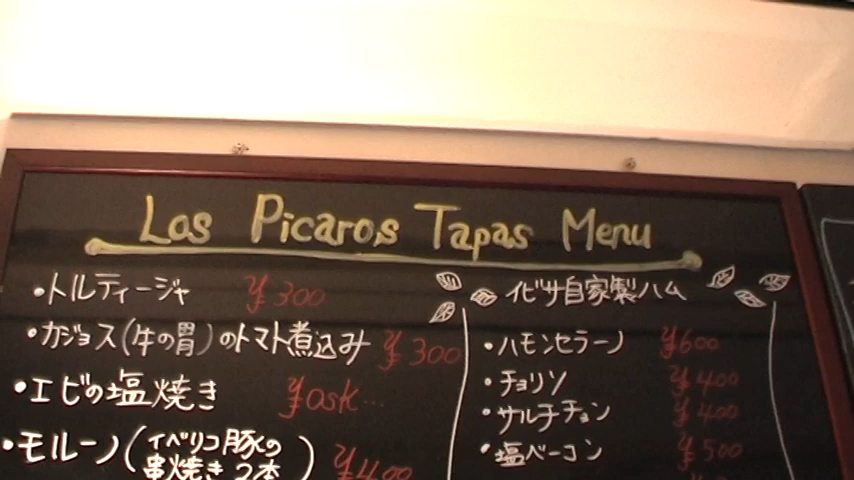 Los Picaros Tapas Menu
・トルティージャ ¥300
・カジョス(牛の胃)のトマト煮込み ¥300
・エビの塩焼き ¥ask...
・モルーノ(イベリコ豚の串焼き2本) ¥400
イビサ自家製ハム
・ハモンセラーノ ¥600
・チョリソ ¥400
・サルチチョン ¥400
・塩ベーコン ¥500